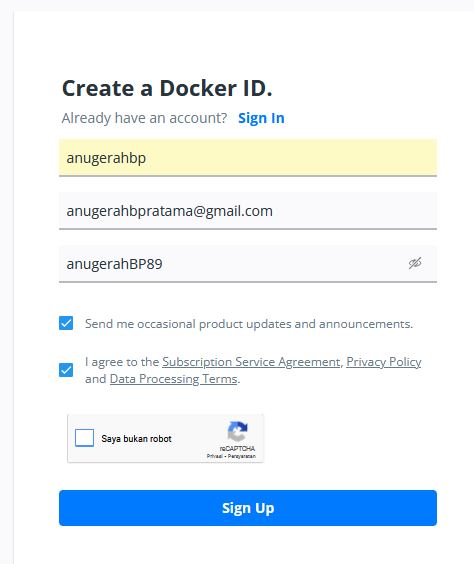 Create a Docker ID.
Already have an account? Sign In
anugerahbp
anugerahbpratama@gmail.com
anugerahBP89
Send me occasional product updates and announcements.
I agree to the Subscription Service Agreement, Privacy Policy
and Data Processing Terms.
Saya bukan robot
reCAPTCHA
Privasi - Persyaratan
Sign Up